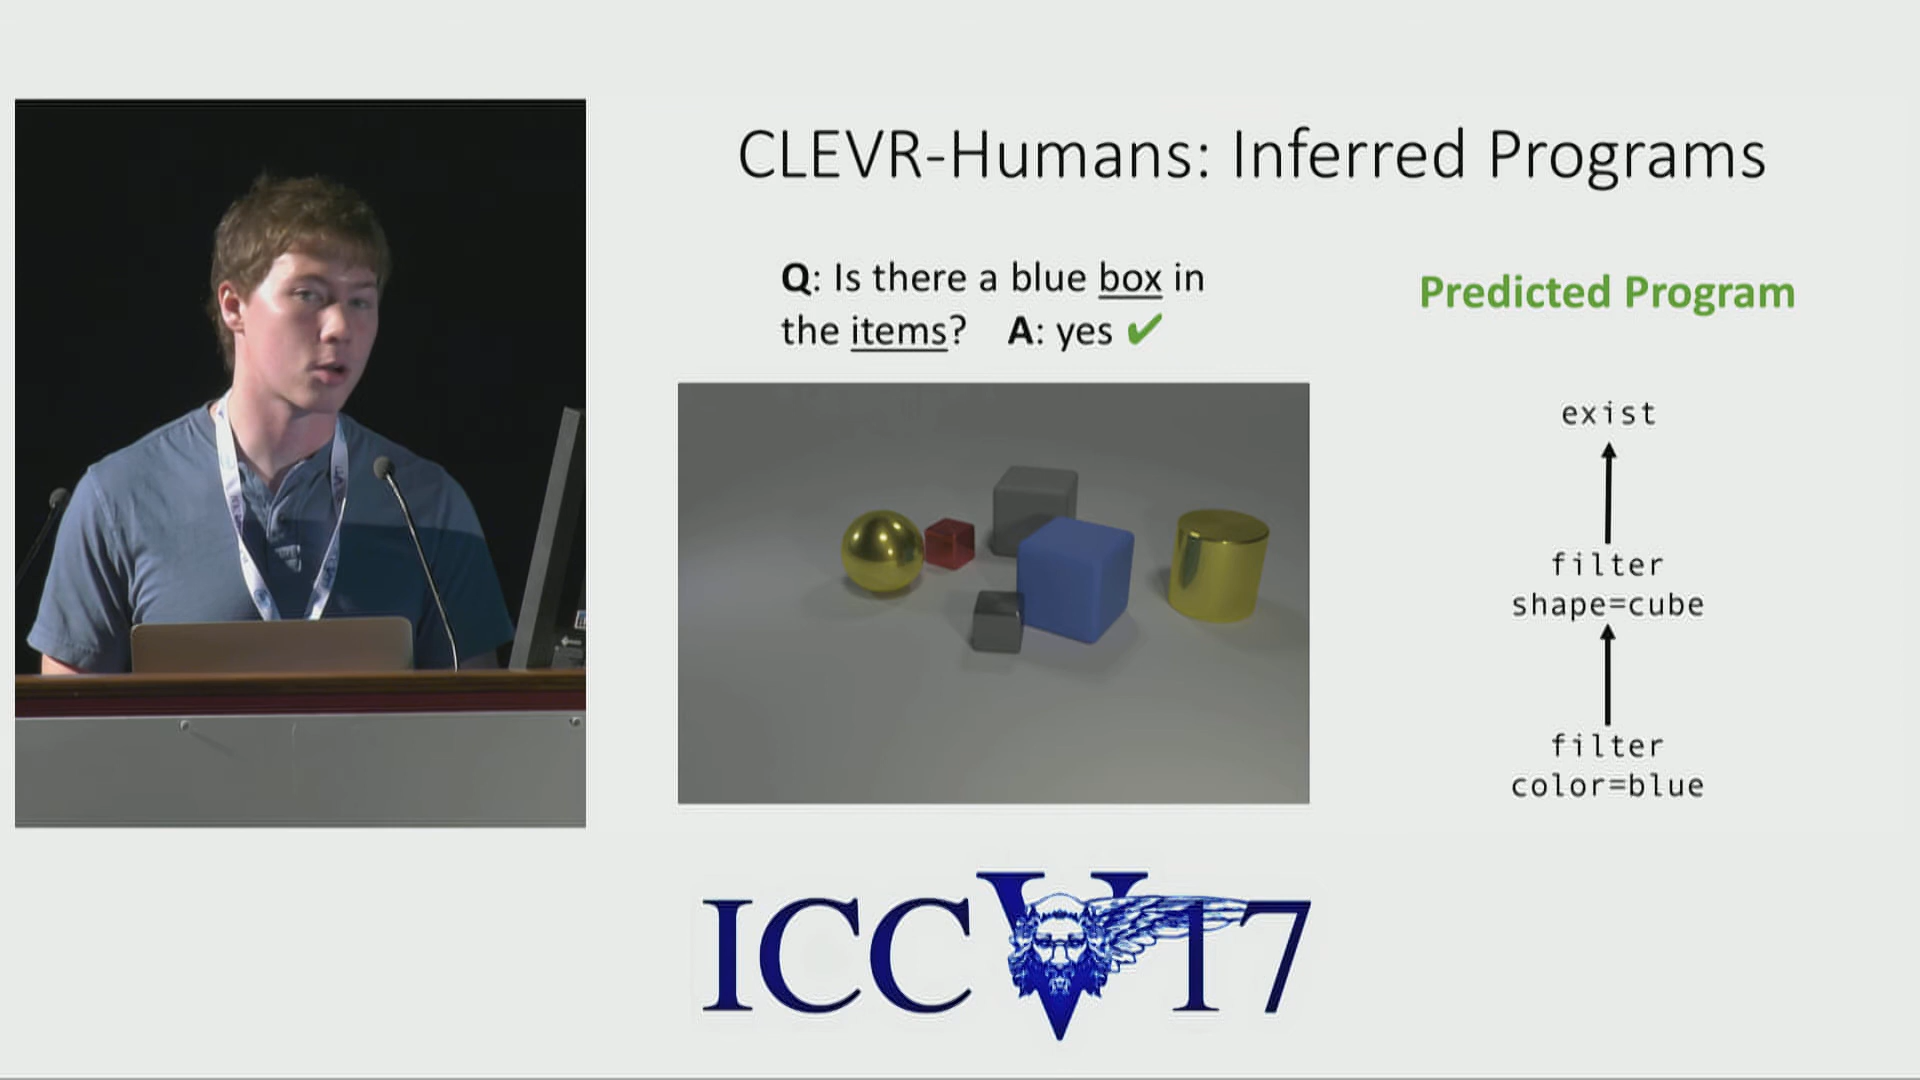 CLEVR-Humans: Inferred Programs
Q: Is there a blue box in
the items? A: yes ✔
Predicted Program
exist
filter
shape=cube
filter
color=blue
ICCV17